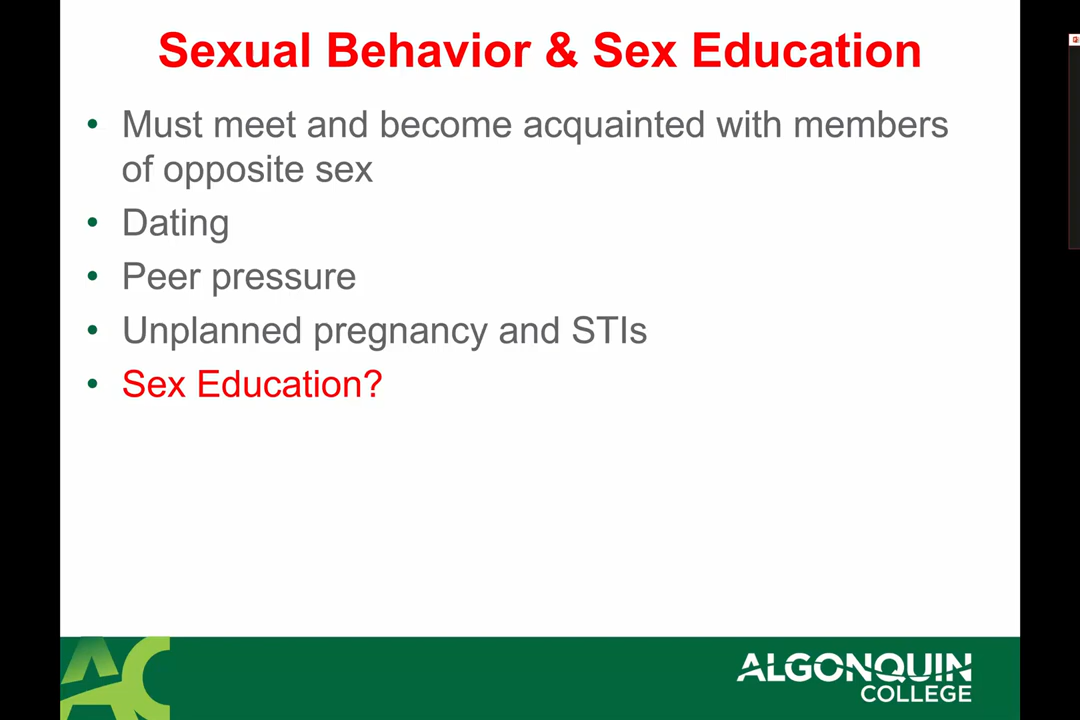 Sexual Behavior & Sex Education
• Must meet and become acquainted with members
of opposite sex
• Dating
• Peer pressure
• Unplanned pregnancy and STIs
• Sex Education?
AC
ALGONQUIN
COLLEGE